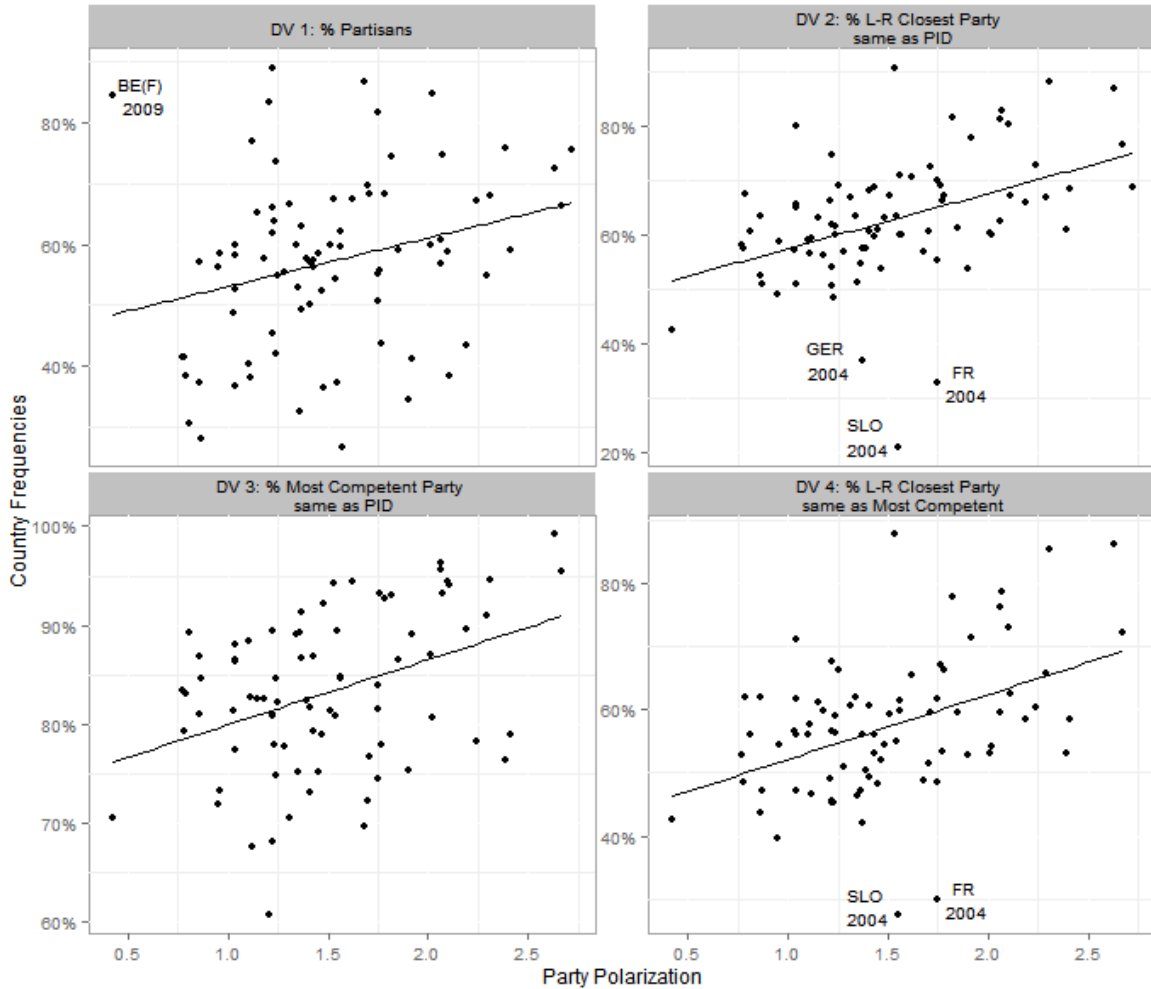 DV 1: % Partisans
DV 2: % L-R Closest Party
same as PID
BE(F)
2009
80%
60%
40%
80%
60%
40%
20%
GER
2004
FR
2004
SLO
2004
DV 3: % Most Competent Party
same as PID
DV 4: % L-R Closest Party
same as Most Competent
100%
90%
80%
70%
60%
80%
60%
40%
SLO
2004
FR
2004
0.5 1.0 1.5 2.0 2.5
0.5 1.0 1.5 2.0 2.5
Country Frequencies
Party Polarization